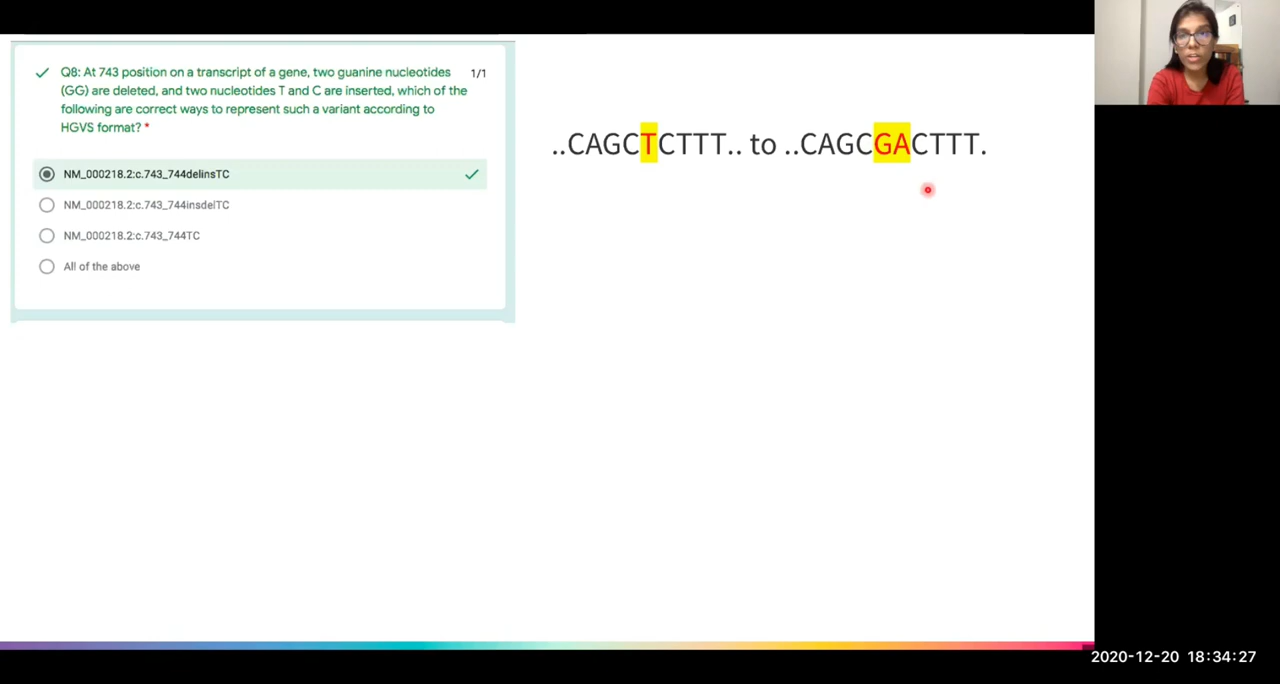 Q8: At 743 position on a transcript of a gene, two guanine nucleotides
(GG) are deleted, and two nucleotides T and C are inserted, which of the
following are correct ways to represent such a variant according to
HGVS format? *
1/1
NM_000218.2:c.743_744delinsTC
NM_000218.2:c.743_744insdelTC
NM_000218.2:c.743_744TC
All of the above
..CAGCTCTTT.. to ..CAGCGACTTT.
2020-12-20 18:34:27